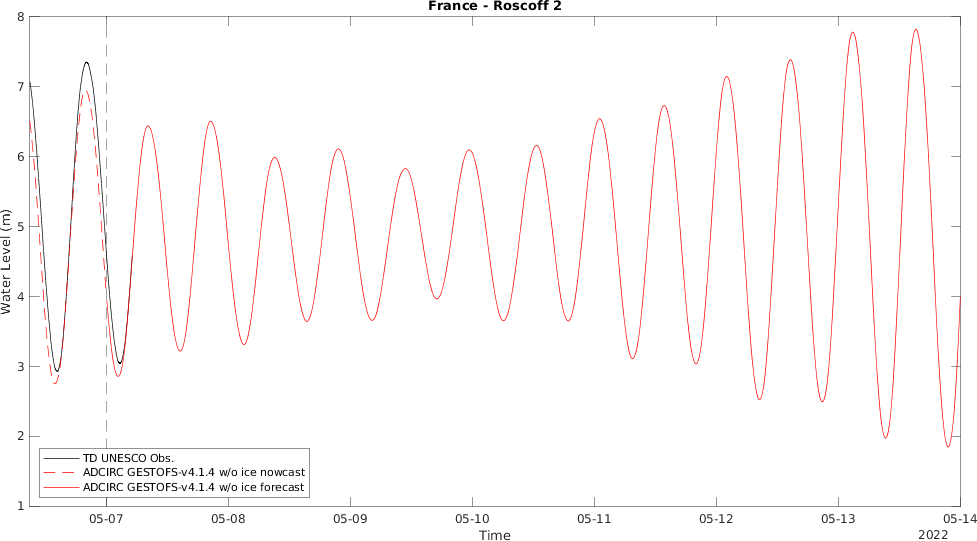 France - Roscoff 2
8
7
6
5
4
3
2
1
Water Level (m)
TD UNESCO Obs.
ADCIRC GESTOFS-v4.1.4 w/o ice nowcast
ADCIRC GESTOFS-v4.1.4 w/o ice forecast
05-07 05-08 05-09 05-10 05-11 05-12 05-13 05-14
Time
2022